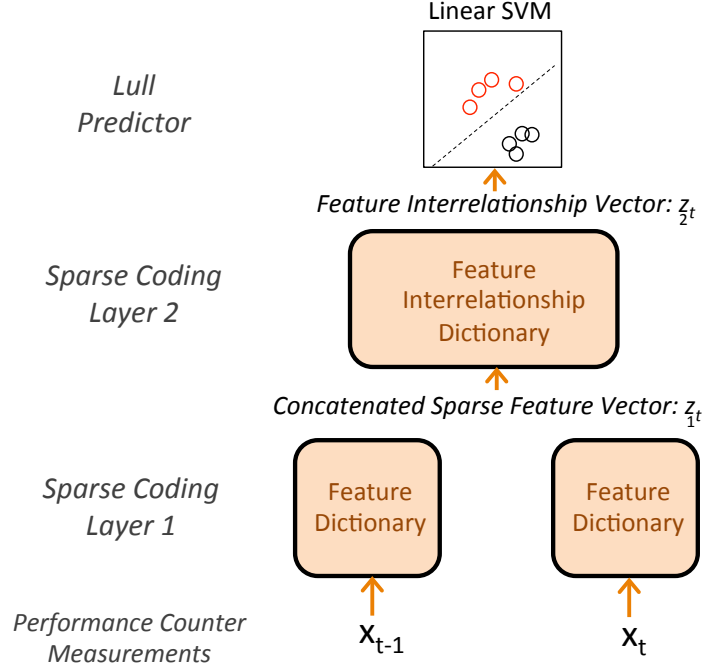 Linear SVM
Lull
Predictor
Feature Interrelationship Vector: z₂ᵗ
Sparse Coding
Layer 2
Feature
Interrelationship
Dictionary
Concatenated Sparse Feature Vector: z₁ᵗ
Sparse Coding
Layer 1
Feature
Dictionary
Feature
Dictionary
Performance Counter
Measurements
xₜ₋₁
xₜ